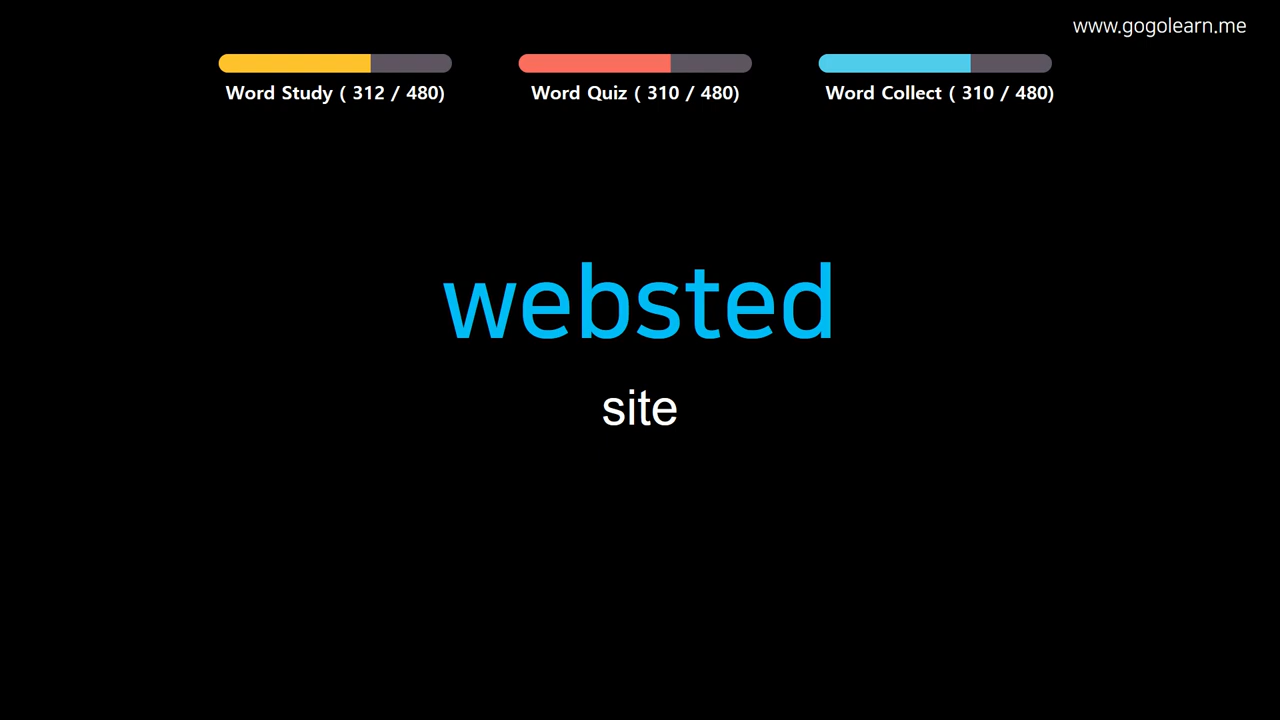 www.gogolearn.me
Word Study ( 312 / 480)
Word Quiz ( 310 / 480)
Word Collect ( 310 / 480)
websted
site